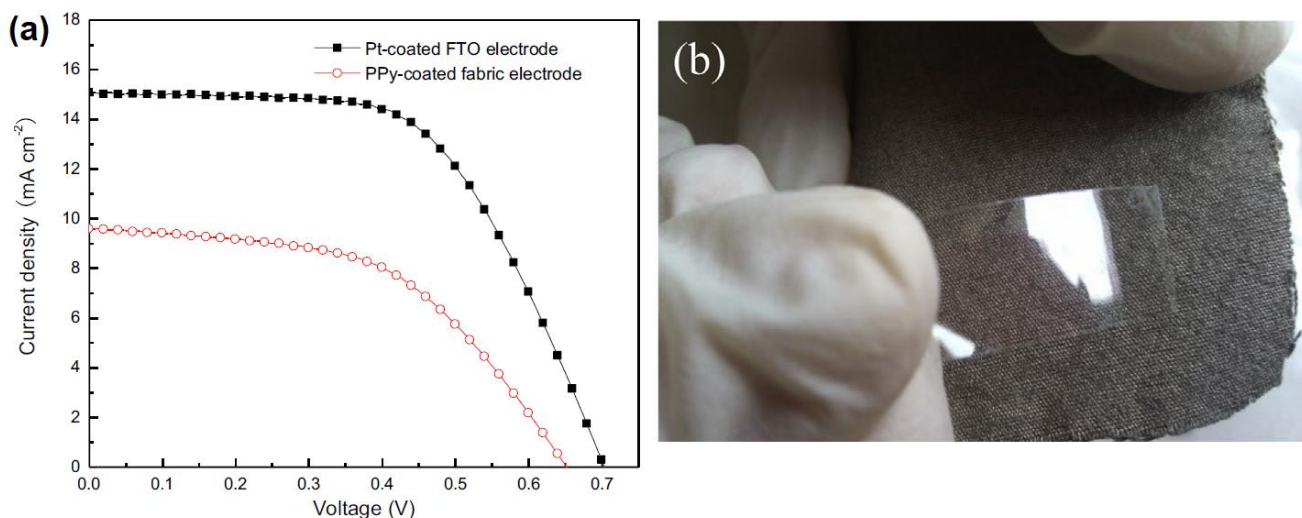 (a)
18
16
14
12
10
8
6
4
2
0
Current density (mA cm⁻²)
Pt-coated FTO electrode
PPy-coated fabric electrode
0.0 0.1 0.2 0.3 0.4 0.5 0.6 0.7
Voltage (V)
(b)